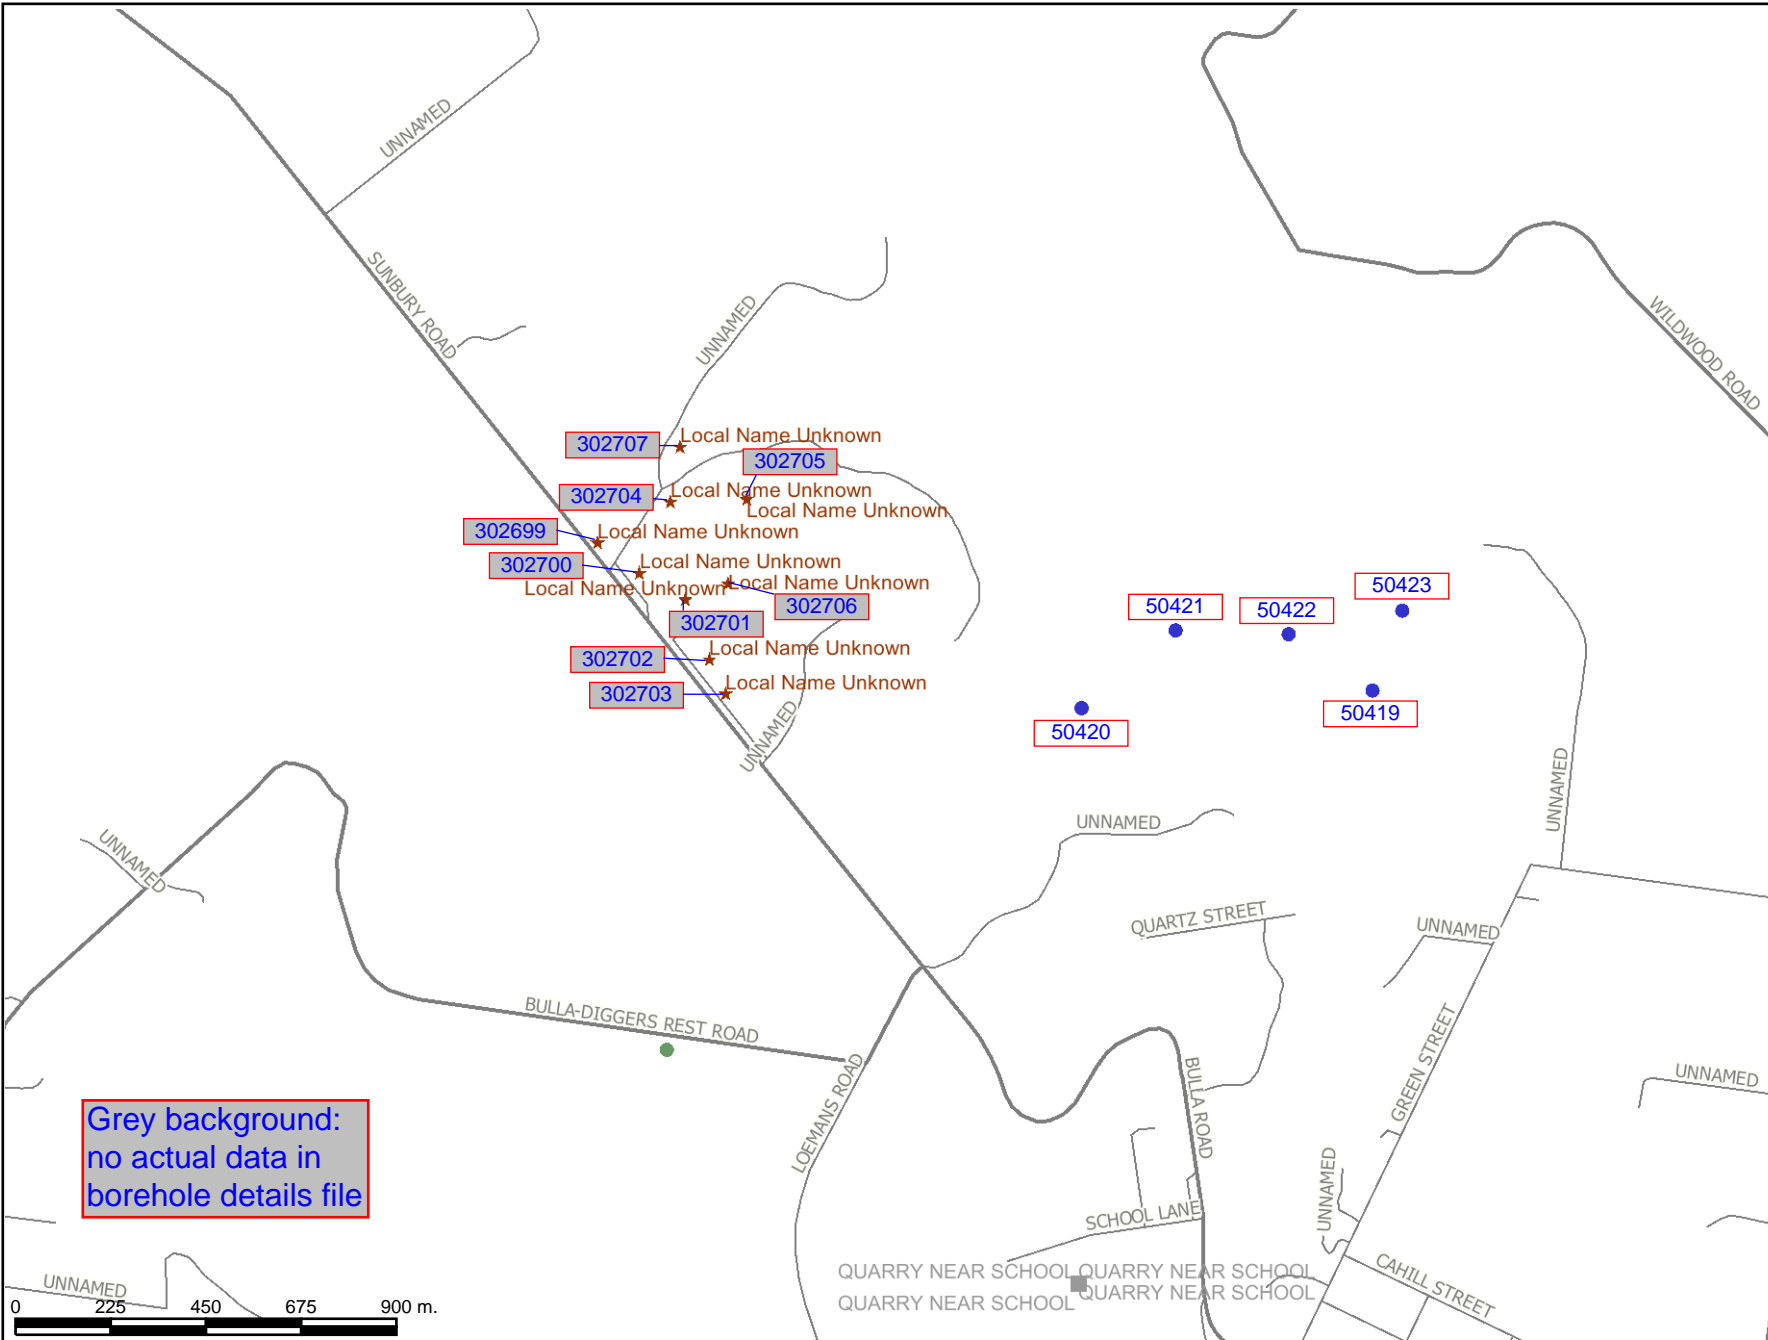 UNNAMED
SUNBURY ROAD
UNNAMED
WILDWOOD ROAD
302707
Local Name Unknown
302705
302704
Local Name Unknown
Local Name Unknown
302699
Local Name Unknown
302700
Local Name Unknown
Local Name Unknown
Local Name Unknown
302706
302701
302702
Local Name Unknown
302703
Local Name Unknown
UNNAMED
50421
50422
50423
50420
50419
UNNAMED
UNNAMED
UNNAMED
QUARTZ STREET
UNNAMED
BULLA-DIGGERS REST ROAD
LOEMANS ROAD
BULLA ROAD
GREEN STREET
UNNAMED
Grey background:
no actual data in
borehole details file
UNNAMED
SCHOOL LANE
CAHILL STREET
QUARRY NEAR SCHOOL
QUARRY NEAR SCHOOL
QUARRY NEAR SCHOOL
QUARRY NEAR SCHOOL
UNNAMED
0 225 450 675 900 m.